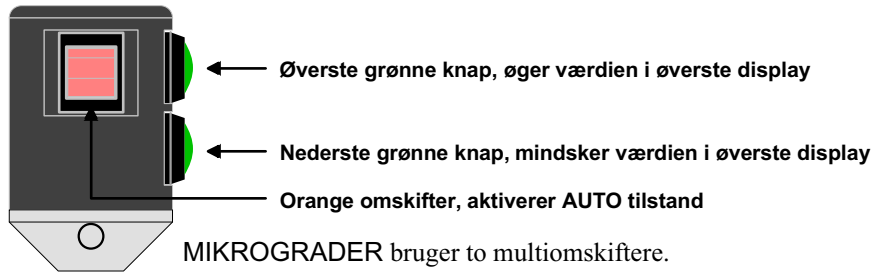 Øverste grønne knap, øger værdien i øverste display
Nederste grønne knap, mindsker værdien i øverste display
Orange omskifter, aktiverer AUTO tilstand
MIKROGRADER bruger to multiomskiftere.